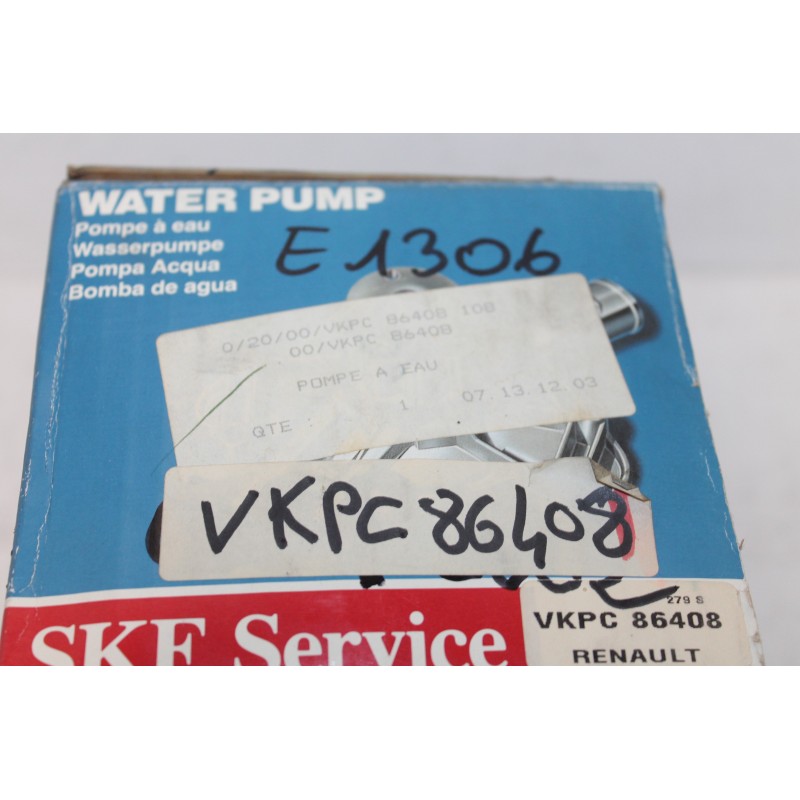 WATER PUMP
Pompe à eau
Wasserpumpe
Pompa Acqua
Bomba de agua
E1306
0/20/00/VKPC 86408 108
00/VKPC 86408
POMPE A EAU
QTE : 1 07.13.12.03
VKPC 86408
279 S
VKPC 86408
RENAULT
SKF Service